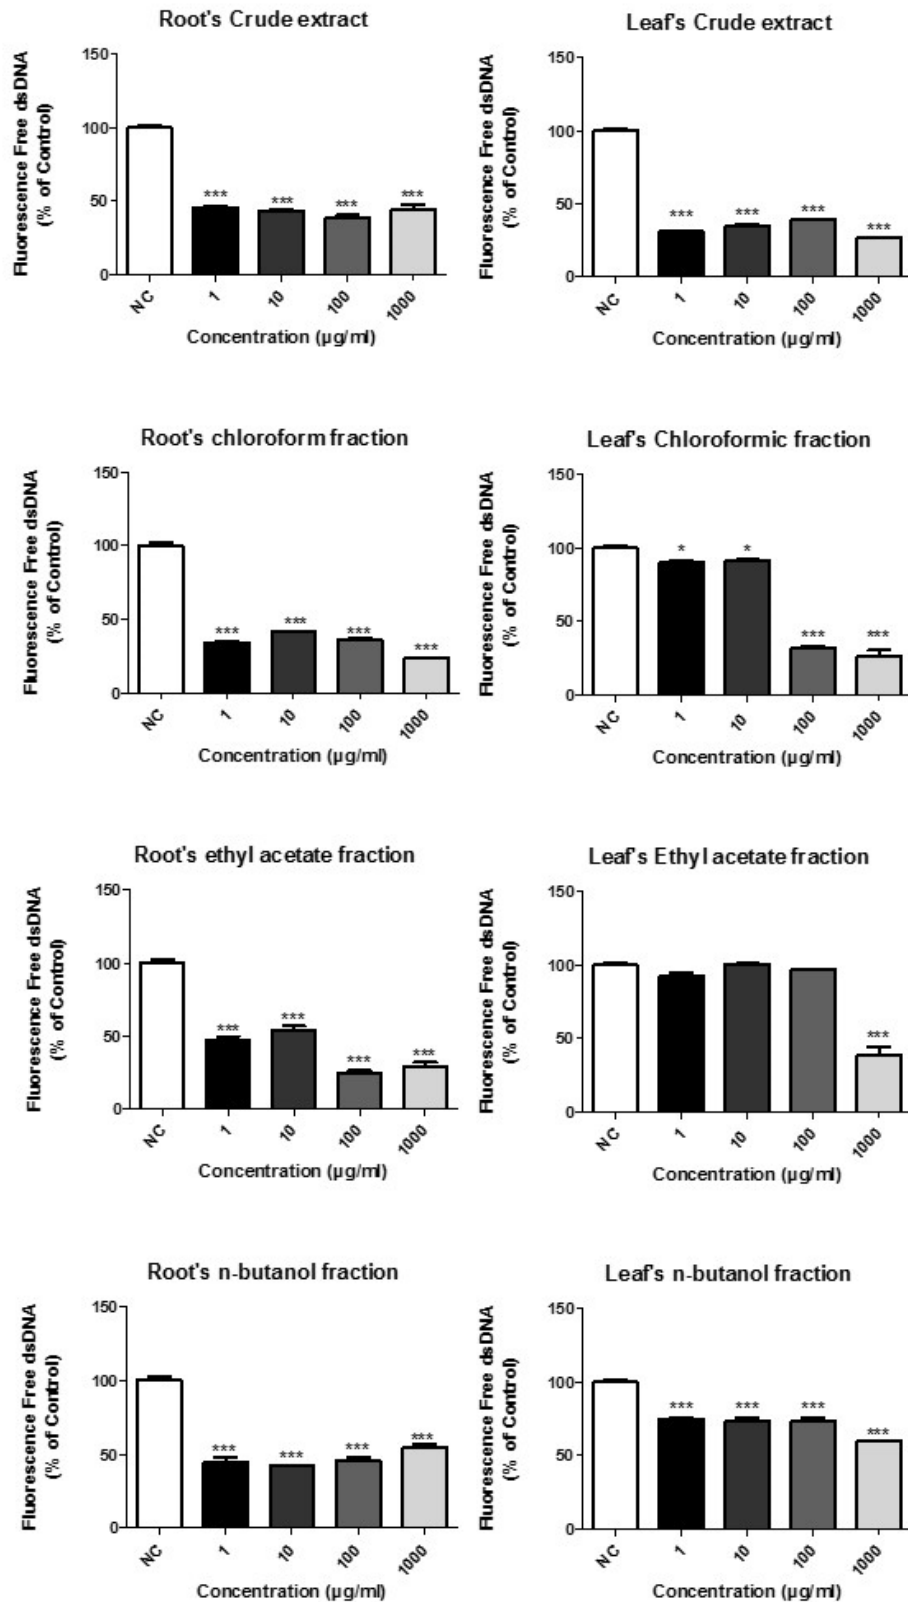 Root's Crude extract
Fluorescence Free dsDNA
(% of Control)
150
100
50
0
***
***
***
***
NC
1
10
100
1000
Concentration (µg/ml)
Leaf's Crude extract
Fluorescence Free dsDNA
(% of Control)
150
100
50
0
***
***
***
***
NC
1
10
100
1000
Concentration (µg/ml)
Root's chloroform fraction
Fluorescence Free dsDNA
(% of Control)
150
100
50
0
***
***
***
***
NC
1
10
100
1000
Concentration (µg/ml)
Leaf's Chloroformic fraction
Fluorescence Free dsDNA
(% of Control)
150
100
50
0
*
*
***
***
NC
1
10
100
1000
Concentration (µg/ml)
Root's ethyl acetate fraction
Fluorescence Free dsDNA
(% of Control)
150
100
50
0
***
***
***
***
NC
1
10
100
1000
Concentration (µg/ml)
Leaf's Ethyl acetate fraction
Fluorescence Free dsDNA
(% of Control)
150
100
50
0
***
NC
1
10
100
1000
Concentration (µg/ml)
Root's n-butanol fraction
Fluorescence Free dsDNA
(% of Control)
150
100
50
0
***
***
***
***
NC
1
10
100
1000
Concentration (µg/ml)
Leaf's n-butanol fraction
Fluorescence Free dsDNA
(% of Control)
150
100
50
0
***
***
***
***
NC
1
10
100
1000
Concentration (µg/ml)